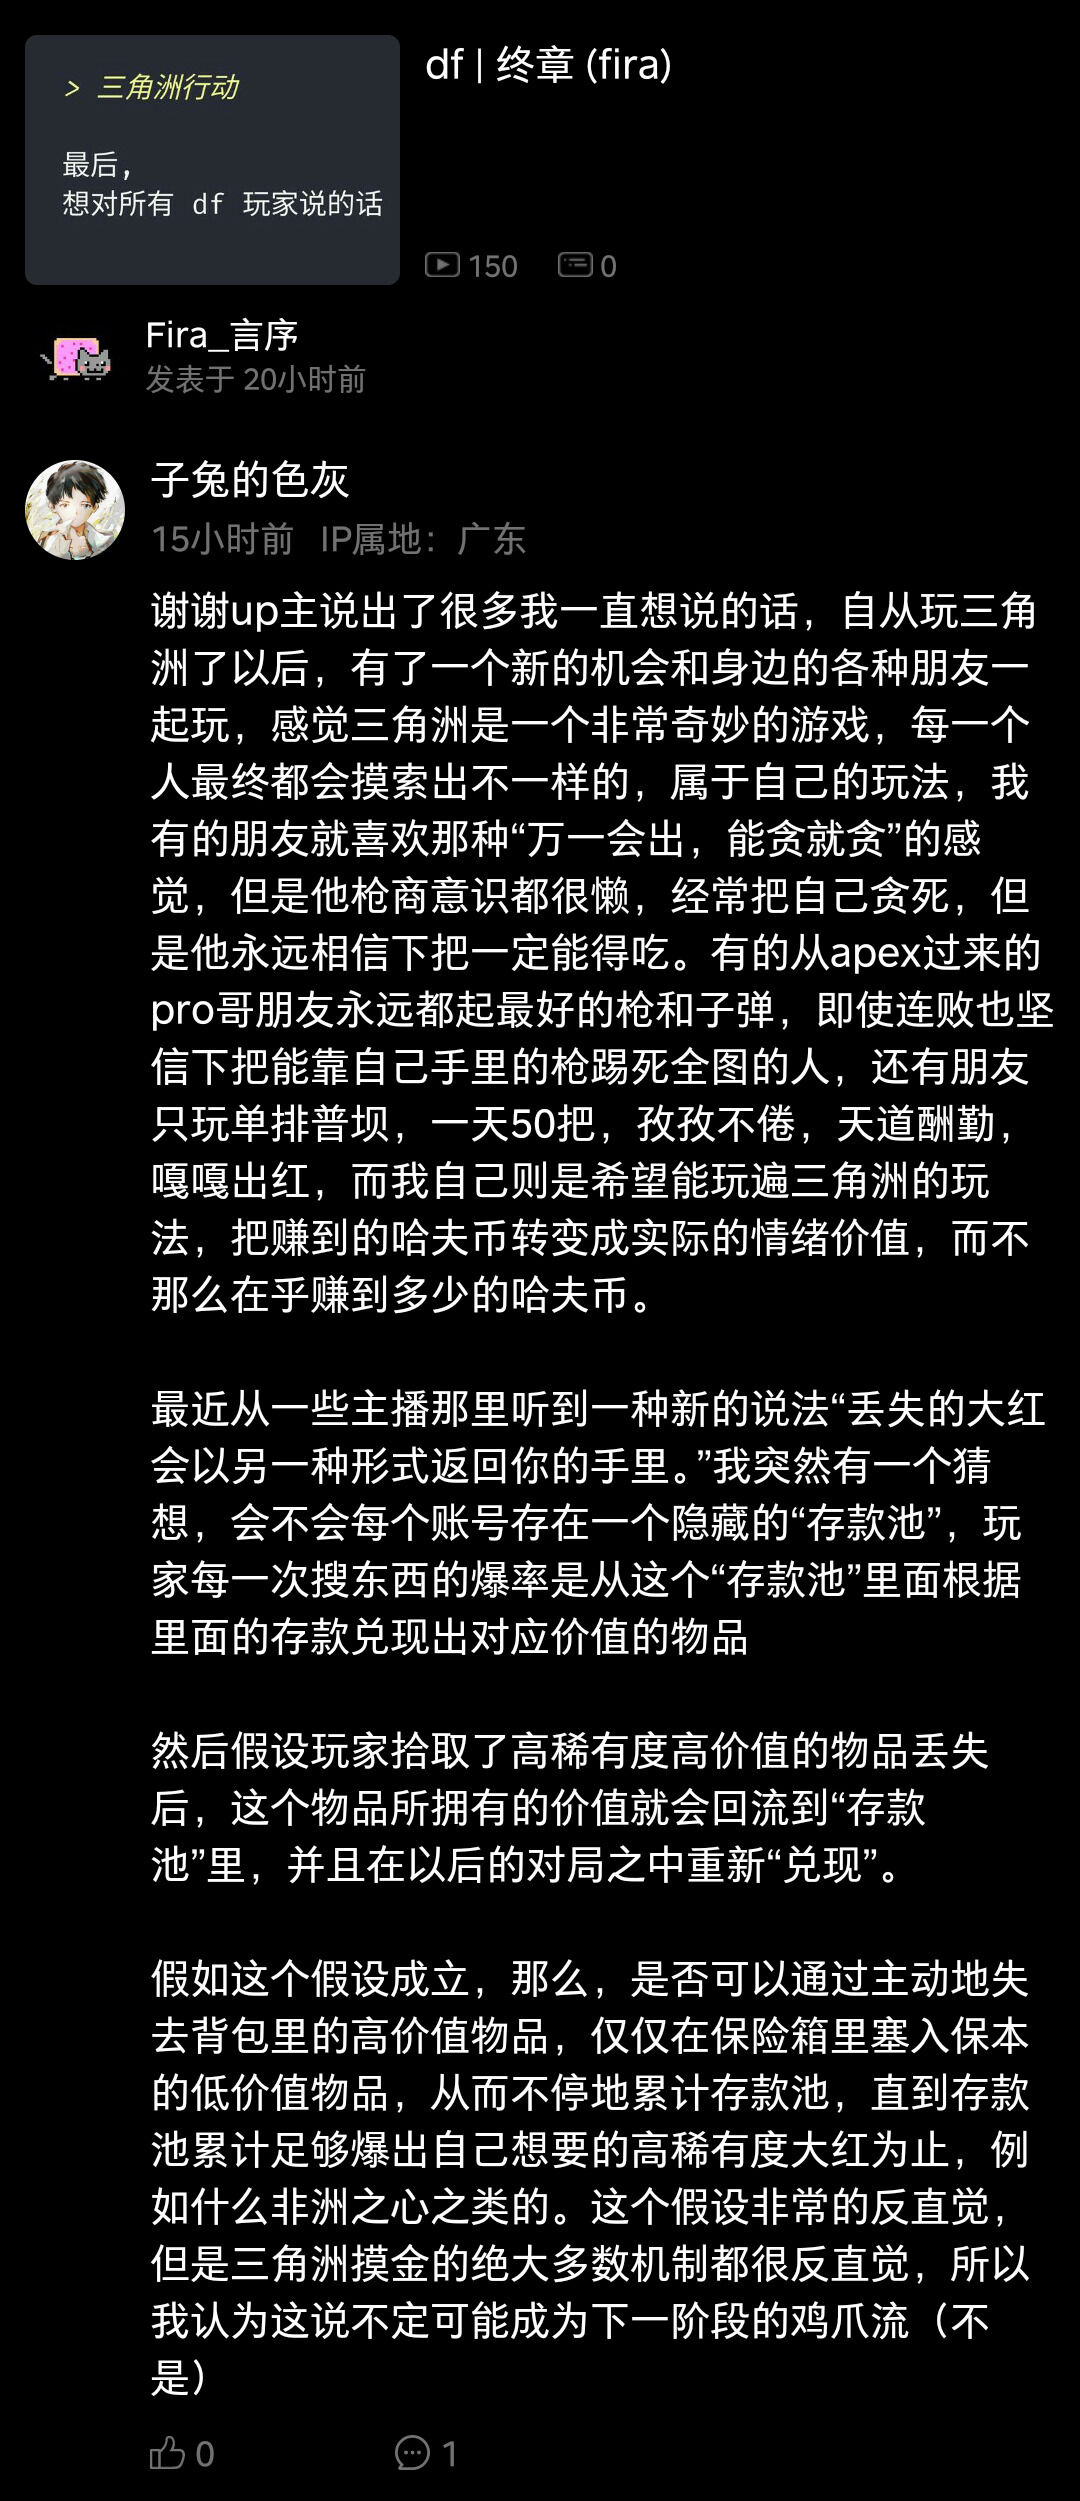 > 三角洲行动
最后,
想对所有 df 玩家说的话
df | 终章 (fira)
150
0
Fira_言序
发表于 20小时前
子兔的色灰
15小时前 IP属地：广东
谢谢up主说出了很多我一直想说的话，自从玩三角
洲了以后，有了一个新的机会和身边的各种朋友一
起玩，感觉三角洲是一个非常奇妙的游戏，每一个
人最终都会摸索出不一样的，属于自己的玩法，我
有的朋友就喜欢那种“万一会出，能贪就贪”的感
觉，但是他枪商意识都很懒，经常把自己贪死，但
是他永远相信下把一定能得吃。有的从apex过来的
pro哥朋友永远都起最好的枪和子弹，即使连败也坚
信下把能靠自己手里的枪踢死全图的人，还有朋友
只玩单排普坝，一天50把，孜孜不倦，天道酬勤，
嘎嘎出红，而我自己则是希望能玩遍三角洲的玩
法，把赚到的哈夫币转变成实际的情绪价值，而不
那么在乎赚到多少的哈夫币。
最近从一些主播那里听到一种新的说法“丢失的大红
会以另一种形式返回你的手里。”我突然有一个猜
想，会不会每个账号存在一个隐藏的“存款池”，玩
家每一次搜东西的爆率是从这个“存款池”里面根据
里面的存款兑现出对应价值的物品
然后假设玩家拾取了高稀有度高价值的物品丢失
后，这个物品所拥有的价值就会回流到“存款
池”里，并且在以后的对局之中重新“兑现”。
假如这个假设成立，那么，是否可以通过主动地失
去背包里的高价值物品，仅仅在保险箱里塞入保本
的低价值物品，从而不停地累计存款池，直到存款
池累计足够爆出自己想要的高稀有度大红为止，例
如什么非洲之心之类的。这个假设非常的反直觉，
但是三角洲摸金的绝大多数机制都很反直觉，所以
我认为这说不定可能成为下一阶段的鸡爪流（不
是）
0
1